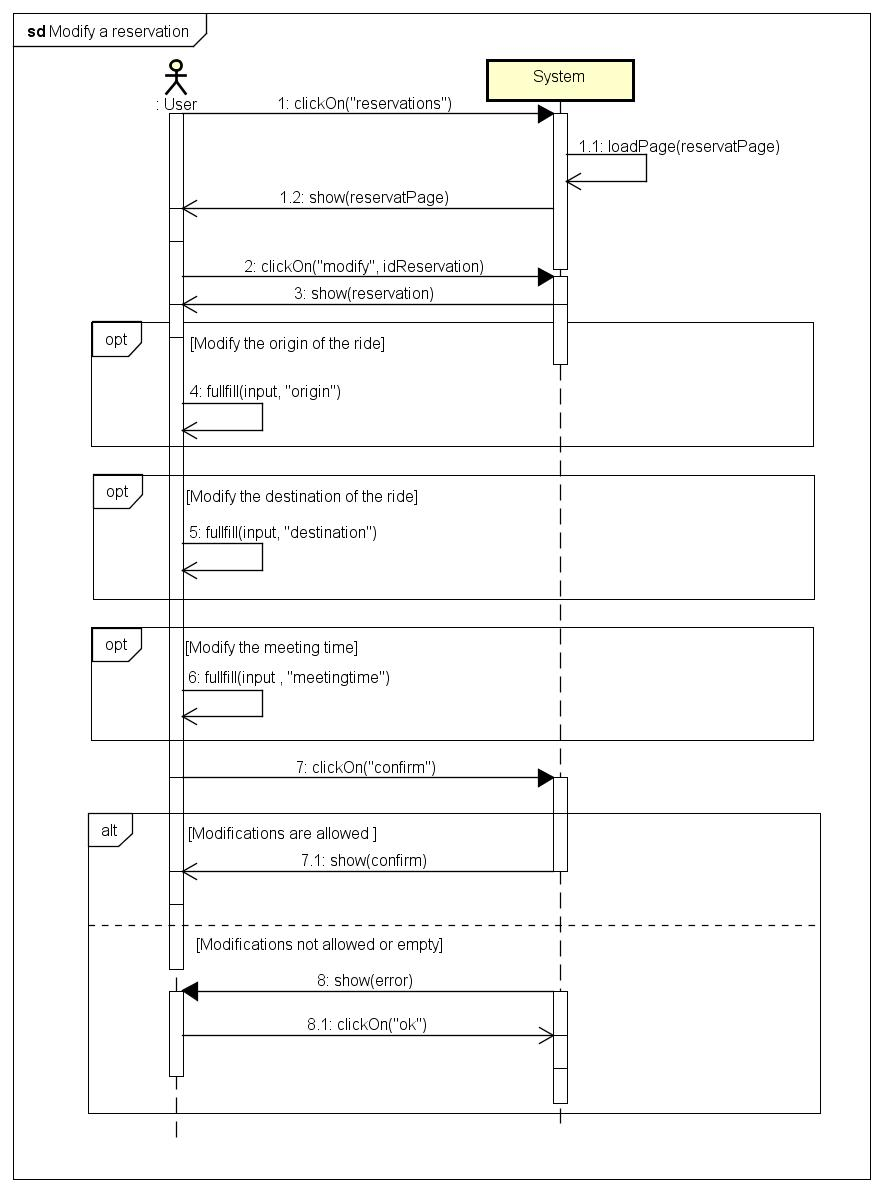 sd Modify a reservation
System
: User
1: clickOn("reservations")
1.1: loadPage(reservatPage)
1.2: show(reservatPage)
2: clickOn("modify", idReservation)
3: show(reservation)
opt
[Modify the origin of the ride]
4: fullfill(input, "origin")
opt
[Modify the destination of the ride]
5: fullfill(input, "destination")
opt
[Modify the meeting time]
6: fullfill(input , "meetingtime")
7: clickOn("confirm")
alt
[Modifications are allowed ]
7.1: show(confirm)
[Modifications not allowed or empty]
8: show(error)
8.1: clickOn("ok")